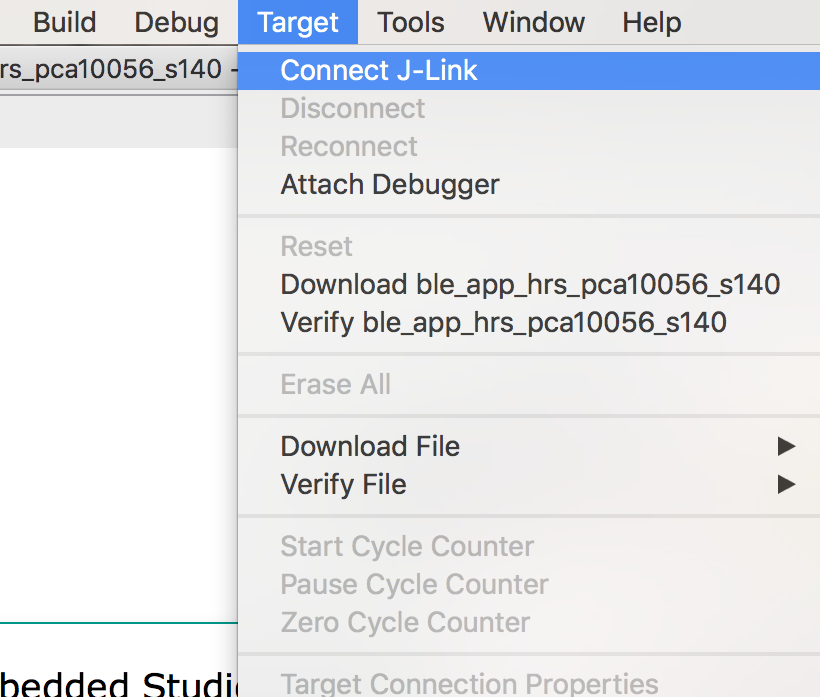 Build Debug Target Tools Window Help
rs_pca10056_s140 -
Connect J-Link
Disconnect
Reconnect
Attach Debugger
Reset
Download ble_app_hrs_pca10056_s140
Verify ble_app_hrs_pca10056_s140
Erase All
Download File
Verify File
Start Cycle Counter
Pause Cycle Counter
Zero Cycle Counter
bedded Studi
Target Connection Properties